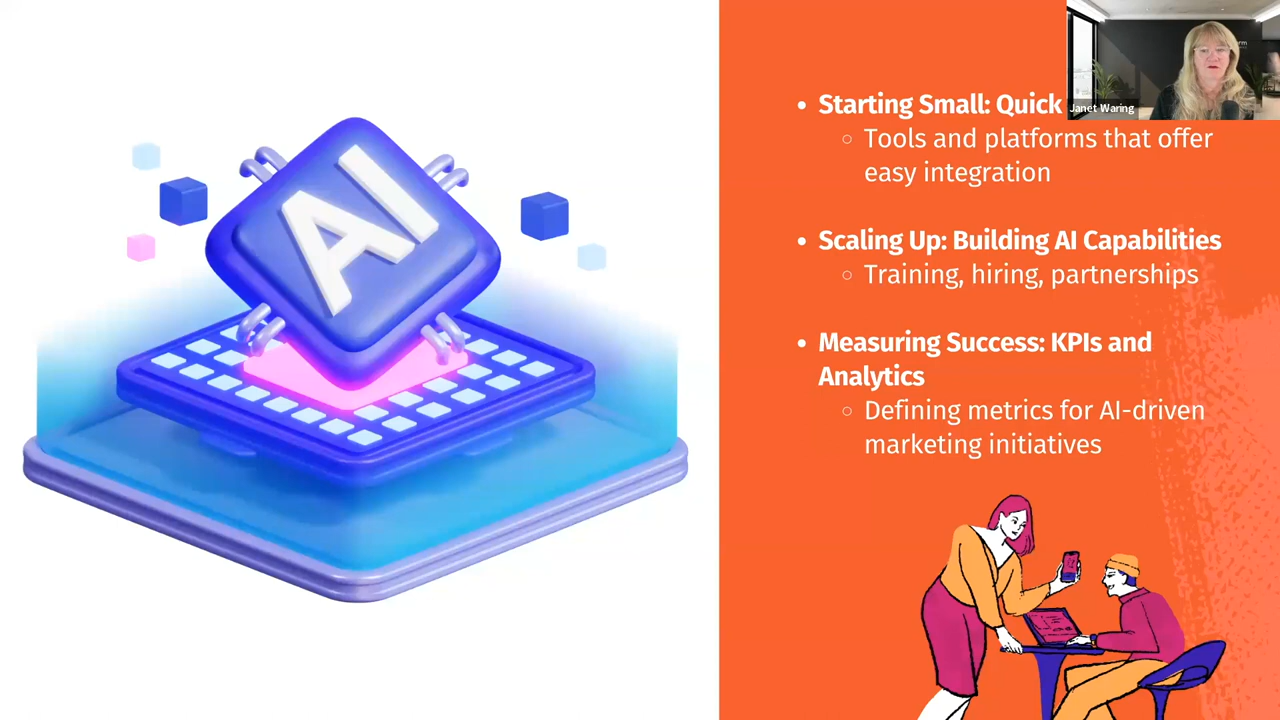 AI
Starting Small: Quick
Janet Waring
Tools and platforms that offer
easy integration
Scaling Up: Building AI Capabilities
Training, hiring, partnerships
Measuring Success: KPIs and
Analytics
Defining metrics for AI-driven
marketing initiatives